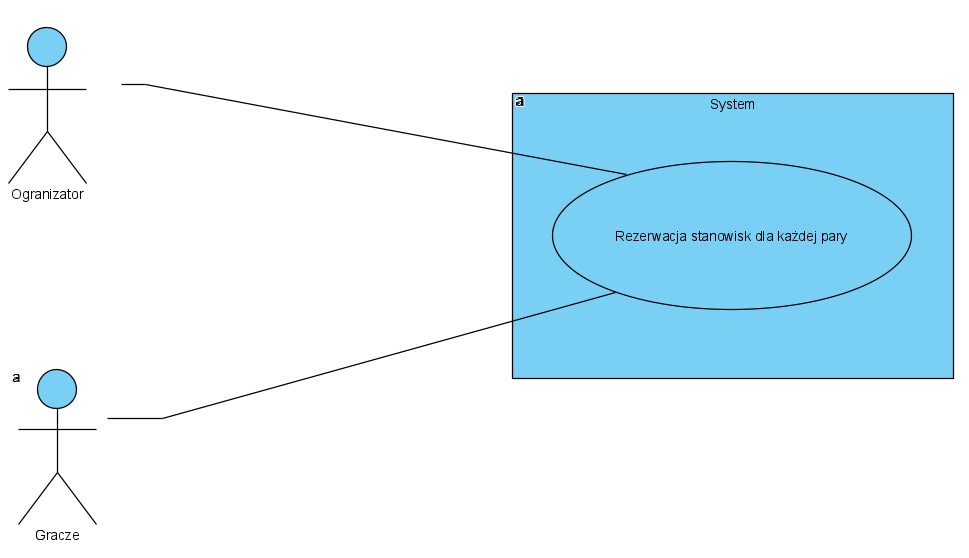 Ogranizator
a
System
Rezerwacja stanowisk dla każdej pary
a
Gracze